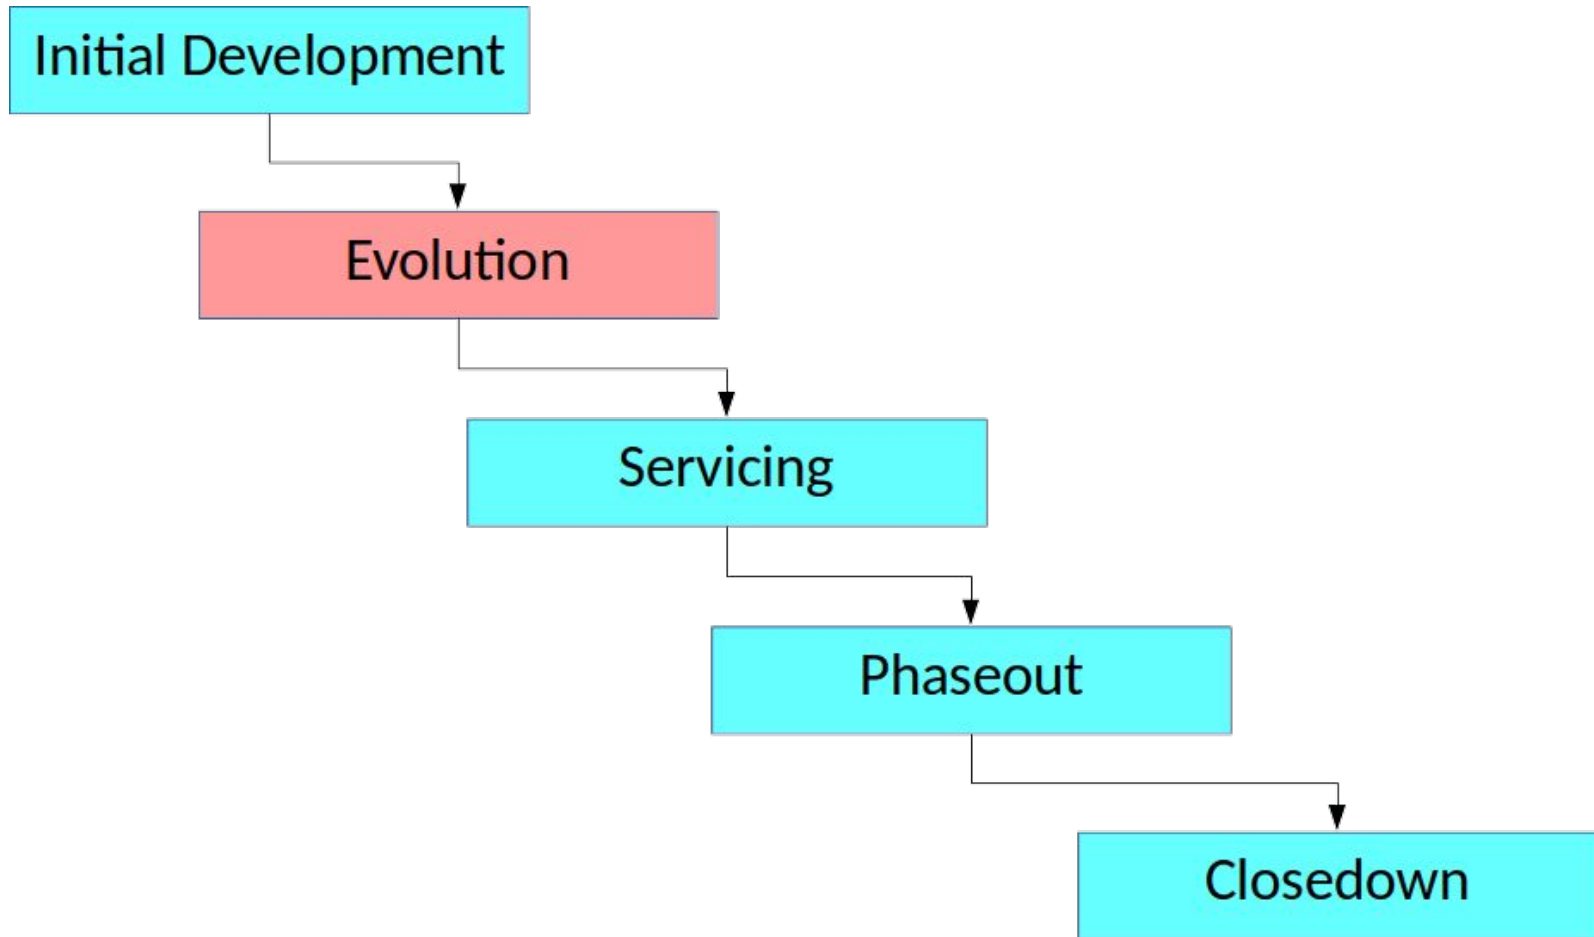 Initial Development
Evolution
Servicing
Phaseout
Closedown